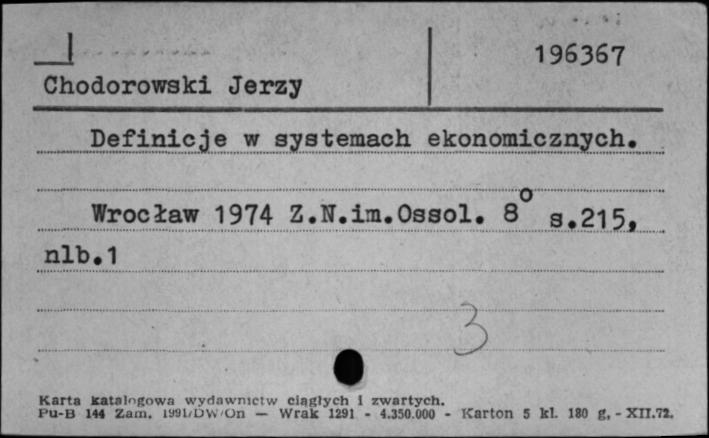 196367
Chodorowski Jerzy
Definicje w systemach ekonomicznych.
Wrocław 1974 Z.N.im.Ossol. 8° s.215,
nlb.1
3
Karta katalogowa wydawnictw ciągłych i zwartych.
Pu-B 144 Zam. 1991/DW/On — Wrak 1291 - 4.350.000 - Karton 5 kl. 180 g. - XII.72.